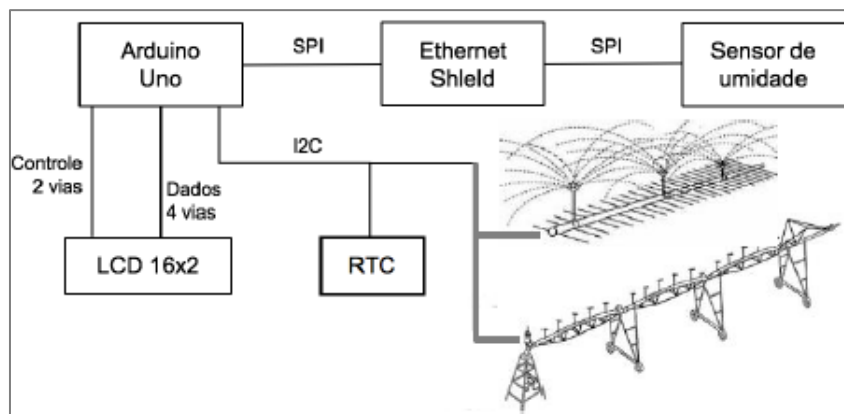 Arduino
Uno
SPI
Ethernet
Shleld
SPI
Sensor de
umidade
Controle
2 vias
Dados
4 vias
I2C
LCD 16x2
RTC